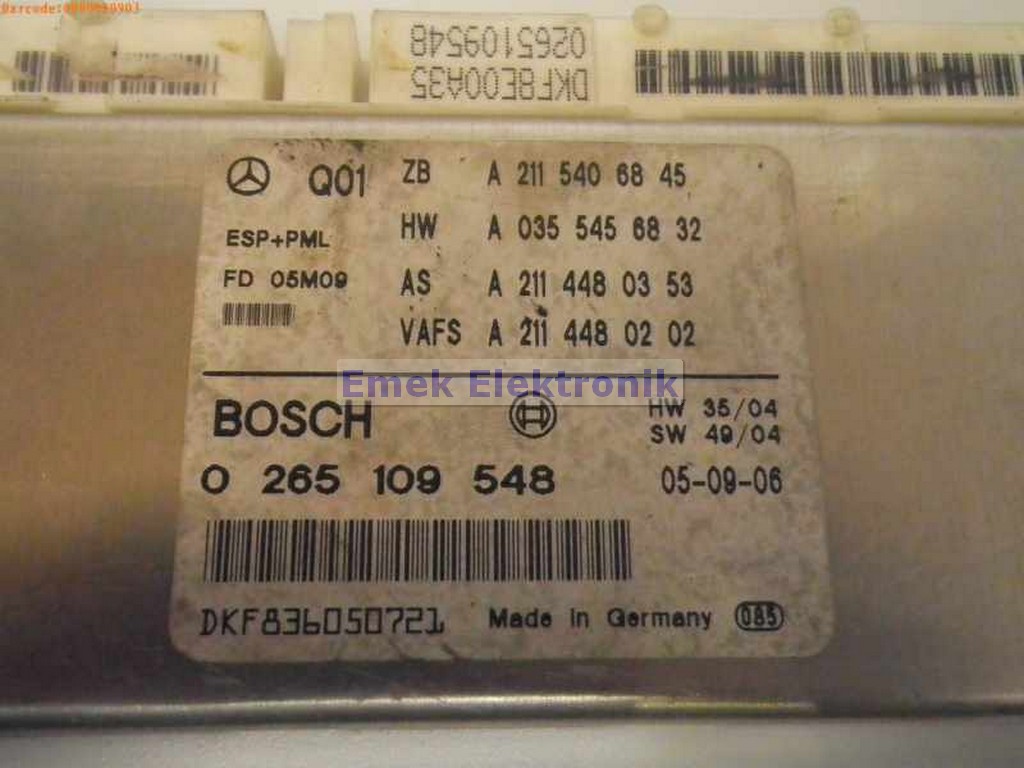 0265109548
DKF8E00A35
Q01
ZB A 211 540 68 45
ESP+PML
HW A 035 545 68 32
FD 05M09
AS A 211 448 03 53
VAFS A 211 448 02 02
Emek Elektronik
BOSCH
HW 35/04
SW 49/04
0 265 109 548
05-09-06
DKF836050721
Made in Germany
085